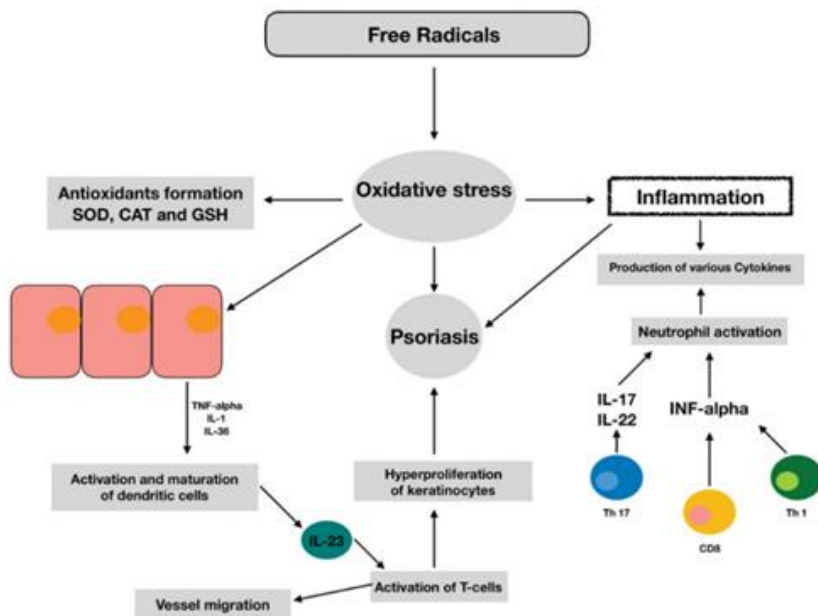 Free Radicals
Oxidative stress
Antioxidants formation
SOD, CAT and GSH
Inflammation
Production of various Cytokines
Psoriasis
Neutrophil activation
TNF-alpha
IL-1
IL-36
IL-17
IL-22
INF-alpha
Activation and maturation
of dendritic cells
Hyperproliferation
of keratinocytes
Th 17
Th 1
CD8
IL-23
Activation of T-cells
Vessel migration